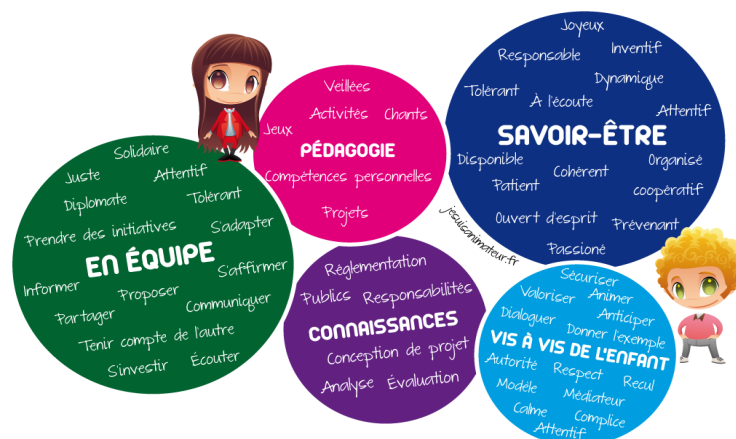 Solidaire
Juste
Attentif
Diplomate
Tolérant
Prendre des initiatives
S'adapter
EN ÉQUIPE
S'affirmer
Informer
Proposer
Partager
Communiquer
Tenir compte de l'autre
S'investir
Écouter
Veillées
Activités
Chants
Jeux
PÉDAGOGIE
Compétences personnelles
Projets
Joyeux
Responsable
Inventif
Dynamique
Tolérant
À l'écoute
Attentif
SAVOIR-ÊTRE
Disponible
Organisé
Cohérent
Patient
coopératif
Ouvert d'esprit
Prévenant
Passioné
jesuisanimateur.fr
Réglementation
Publics
Responsabilités
CONNAISSANCES
Conception de projet
Analyse
Évaluation
Sécuriser
Valoriser
Animer
Anticiper
Dialoguer
Donner l'exemple
VIS À VIS DE L'ENFANT
Autorité
Respect
Recul
Modèle
Médiateur
Calme
Complice
Attentif